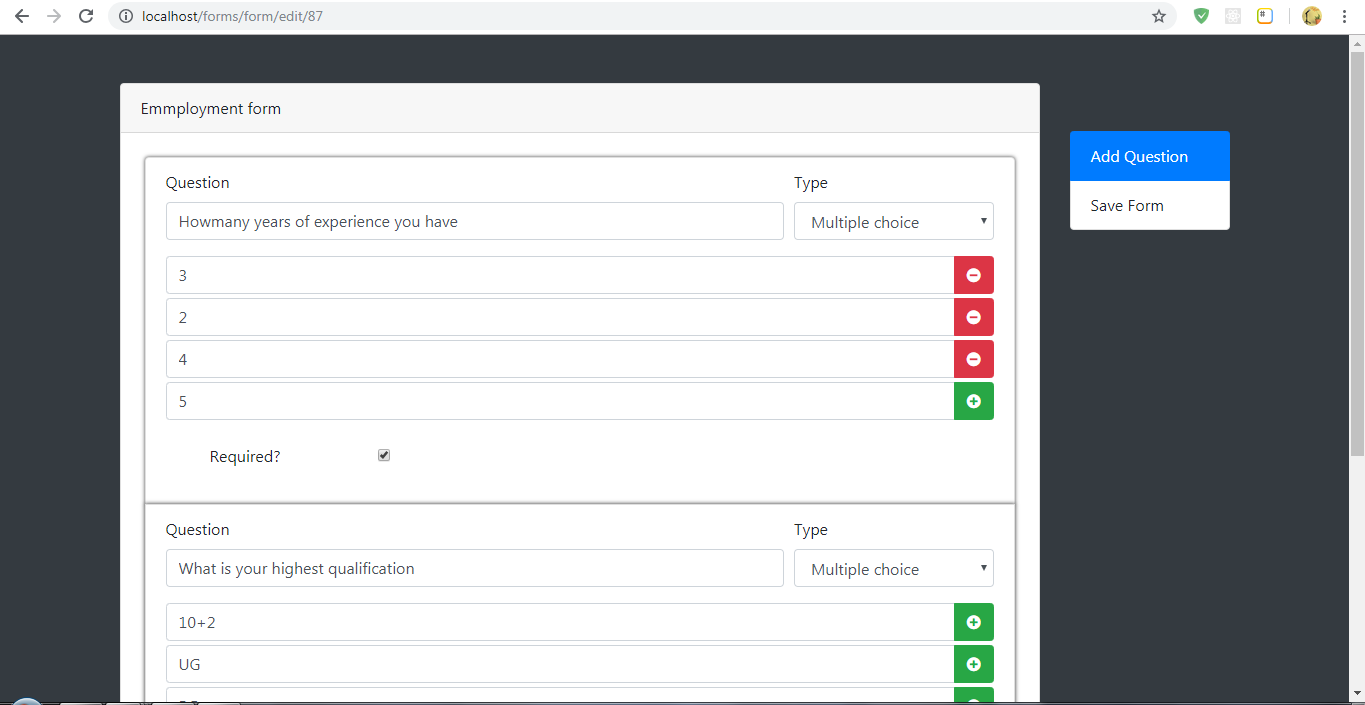 localhost/forms/form/edit/87
Emmployment form
Add Question
Save Form
Question Type
Howmany years of experience you have Multiple choice
3
2
4
5
Required?
Question Type
What is your highest qualification Multiple choice
10+2
UG